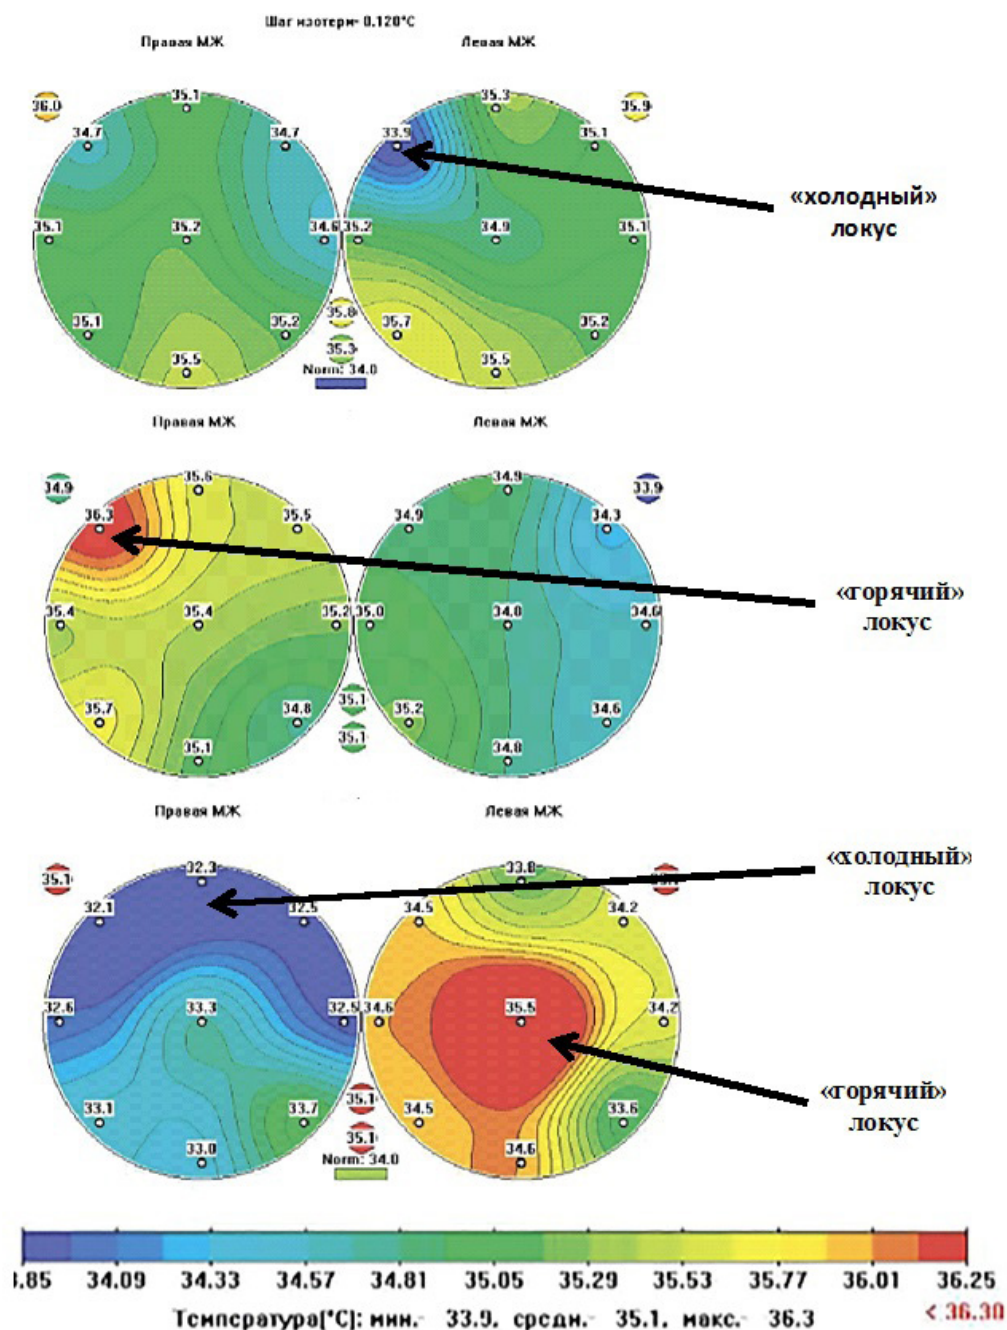 Шаг изотерм- 0.120°C
Правая МЖ Левая МЖ
36.0 35.1 35.3 35.9
34.7 34.7 33.9 35.1
«холодный»
локус
35.1 35.2 34.6 35.2 34.9 35.1
35.8
35.1 35.2 35.7 35.2
35.3
35.5 Norm: 34.0 35.5
Правая МЖ Левая МЖ
34.9 35.6 34.9 33.9
36.3 35.5 34.9 34.3
«горячий»
локус
35.4 35.4 35.2 35.0 34.6
35.1
35.7 34.8 35.2 34.6
35.1
35.1 34.8
Правая МЖ Левая МЖ
«холодный»
локус
35.1 32.3 33.8
32.1 32.5 34.5 34.2
32.6 33.3 32.5 34.6 35.5 34.2
«горячий»
локус
35.1
33.1 33.7 34.5 33.6
35.1
33.0 Norm: 34.0 34.6
.85 34.09 34.33 34.57 34.81 35.05 35.29 35.53 35.77 36.01 36.25
Температура[°C]: мин.- 33.9, средн.- 35.1, макс.- 36.3 < 36.30